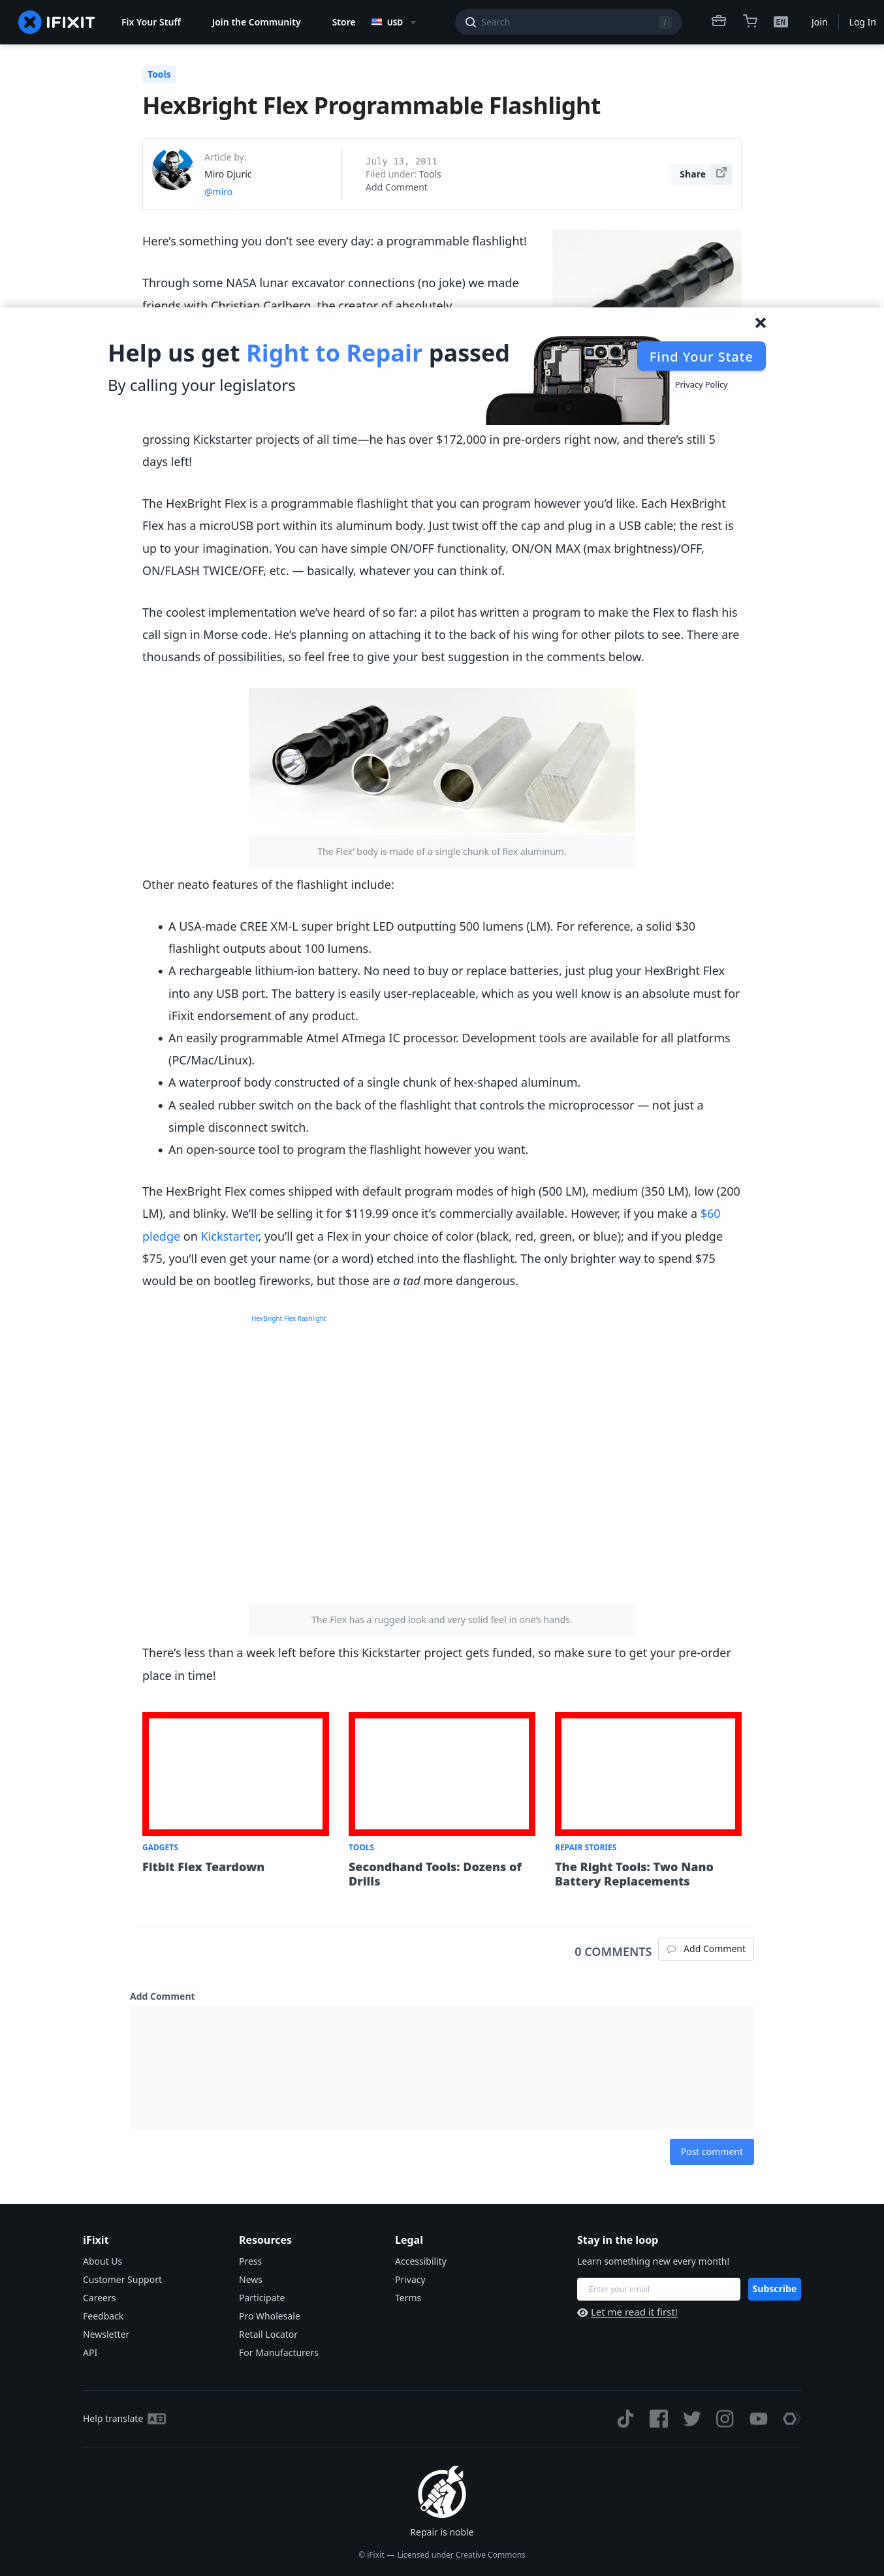 IFIXIT
Fix Your Stuff
Join the Community
Store
USD
Search
/
EN
Join
Log In
Tools
HexBright Flex Programmable Flashlight
Article by:
Miro Djuric
@miro
July 13, 2011
Filed under: Tools
Add Comment
Share
Here’s something you don’t see every day: a programmable flashlight!
Through some NASA lunar excavator connections (no joke) we made
friends with Christian Carlberg, the creator of absolutely
Help us get Right to Repair passed
By calling your legislators
Find Your State
Privacy Policy
grossing Kickstarter projects of all time—he has over $172,000 in pre-orders right now, and there’s still 5
days left!
The HexBright Flex is a programmable flashlight that you can program however you’d like. Each HexBright
Flex has a microUSB port within its aluminum body. Just twist off the cap and plug in a USB cable; the rest is
up to your imagination. You can have simple ON/OFF functionality, ON/ON MAX (max brightness)/OFF,
ON/FLASH TWICE/OFF, etc. — basically, whatever you can think of.
The coolest implementation we’ve heard of so far: a pilot has written a program to make the Flex to flash his
call sign in Morse code. He’s planning on attaching it to the back of his wing for other pilots to see. There are
thousands of possibilities, so feel free to give your best suggestion in the comments below.
The Flex’ body is made of a single chunk of flex aluminum.
Other neato features of the flashlight include:
• A USA-made CREE XM-L super bright LED outputting 500 lumens (LM). For reference, a solid $30
flashlight outputs about 100 lumens.
• A rechargeable lithium-ion battery. No need to buy or replace batteries, just plug your HexBright Flex
into any USB port. The battery is easily user-replaceable, which as you well know is an absolute must for
iFixit endorsement of any product.
• An easily programmable Atmel ATmega IC processor. Development tools are available for all platforms
(PC/Mac/Linux).
• A waterproof body constructed of a single chunk of hex-shaped aluminum.
• A sealed rubber switch on the back of the flashlight that controls the microprocessor — not just a
simple disconnect switch.
• An open-source tool to program the flashlight however you want.
The HexBright Flex comes shipped with default program modes of high (500 LM), medium (350 LM), low (200
LM), and blinky. We’ll be selling it for $119.99 once it’s commercially available. However, if you make a $60
pledge on Kickstarter, you’ll get a Flex in your choice of color (black, red, green, or blue); and if you pledge
$75, you’ll even get your name (or a word) etched into the flashlight. The only brighter way to spend $75
would be on bootleg fireworks, but those are a tad more dangerous.
HexBright Flex flashlight
The Flex has a rugged look and very solid feel in one’s hands.
There’s less than a week left before this Kickstarter project gets funded, so make sure to get your pre-order
place in time!
GADGETS
Fitbit Flex Teardown
TOOLS
Secondhand Tools: Dozens of
Drills
REPAIR STORIES
The Right Tools: Two Nano
Battery Replacements
0 COMMENTS
Add Comment
Add Comment
Post comment
iFixit
About Us
Customer Support
Careers
Feedback
Newsletter
API
Resources
Press
News
Participate
Pro Wholesale
Retail Locator
For Manufacturers
Legal
Accessibility
Privacy
Terms
Stay in the loop
Learn something new every month!
Enter your email
Subscribe
Let me read it first!
Help translate
Repair is noble
© iFixit — Licensed under Creative Commons